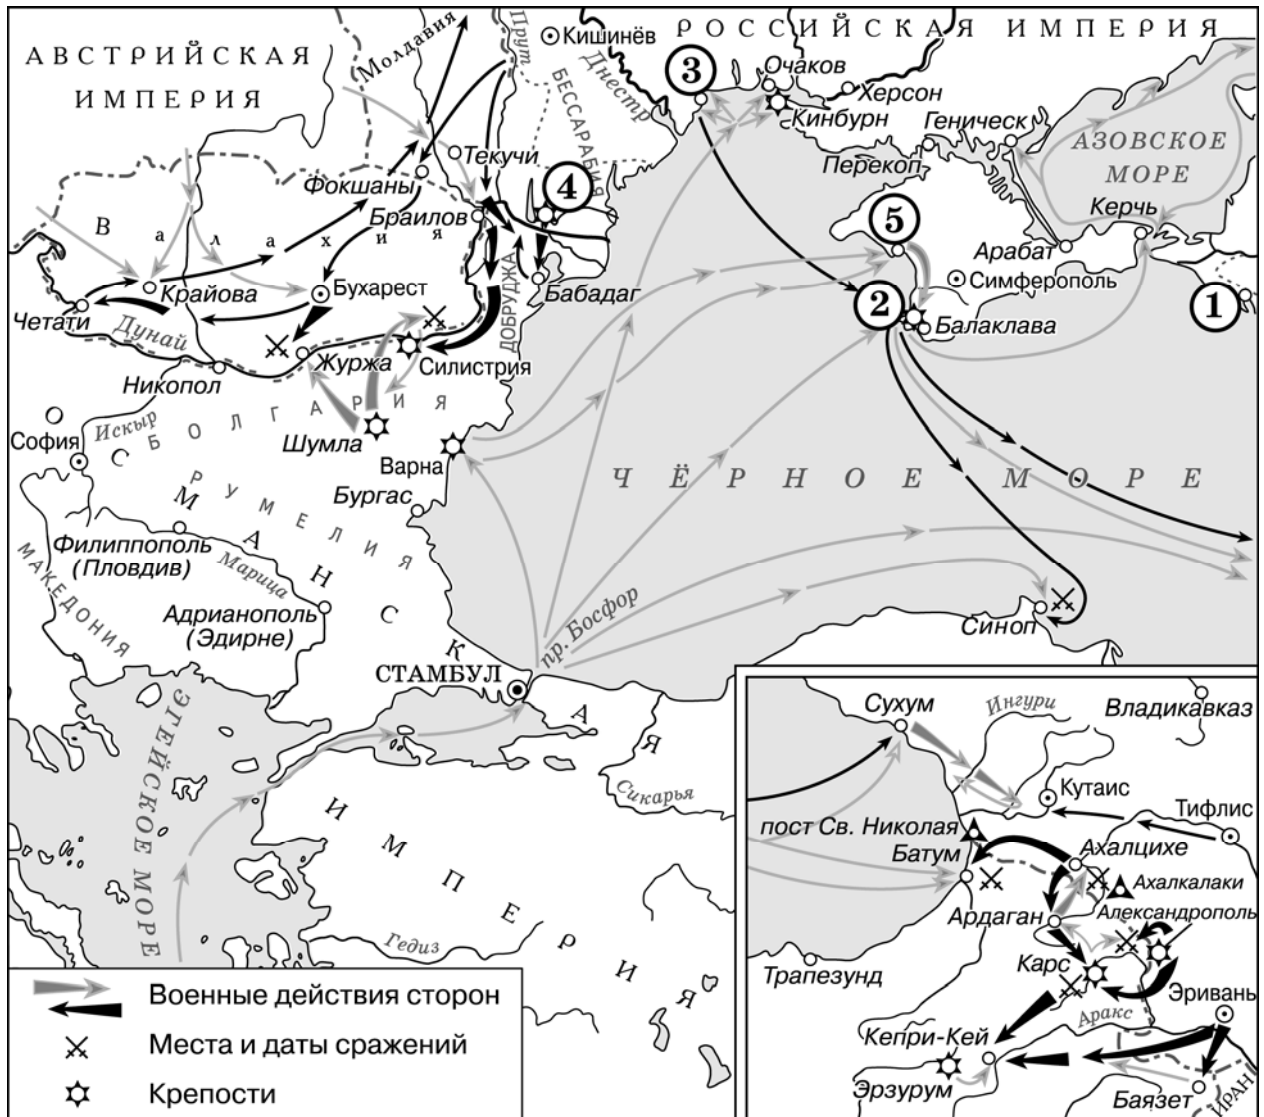 АВСТРИЙСКАЯ
ИМПЕРИЯ
Молдавия
Прут
Кишинёв
БЕССАРАБИЯ
Днестр
РОССИЙСКАЯ ИМПЕРИЯ
3
Очаков
Кинбурн
Херсон
Геническ
Перекоп
АЗОВСКОЕ
МОРЕ
Керчь
Арабат
Симферополь
1
5
2
Балаклава
4
Текучи
Фокшаны
Браилов
Валахия
Крайова
Бухарест
Четати
Дунай
Журжа
Никопол
Силистрия
ДОБРУДЖА
Бабадаг
Искыр
София
БОЛГАРИЯ
Шумла
Варна
Бургас
РУМЕЛИЯ
ОСМАНСКАЯ
ИМПЕРИЯ
МАКЕДОНИЯ
Филиппополь
(Пловдив)
Марица
Адрианополь
(Эдирне)
СТАМБУЛ
пр. Босфор
ЧЁРНОЕ МОРЕ
Синоп
ЭГЕЙСКОЕ МОРЕ
Сикарья
Гедиз
Военные действия сторон
Места и даты сражений
Крепости
Сухум
Ингури
Владикавказ
Кутаис
Тифлис
пост Св. Николая
Батум
Ахалцихе
Ахалкалаки
Ардаган
Александрополь
Карс
Трапезунд
Эривань
Аракс
Кепри-Кей
Эрзурум
Баязет
ИРАН